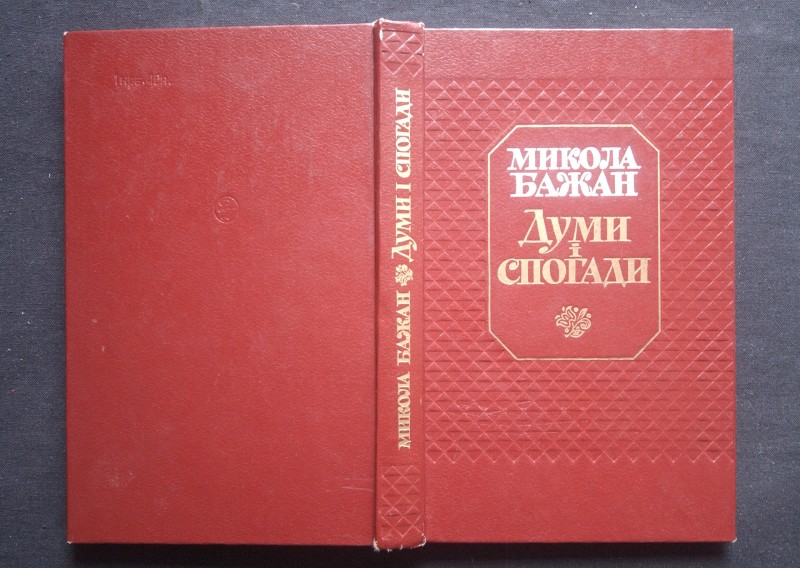 МИКОЛА
БАЖАН
Думи
і
СПОГАДИ
МИКОЛА БАЖАН Думи і СПОГАДИ